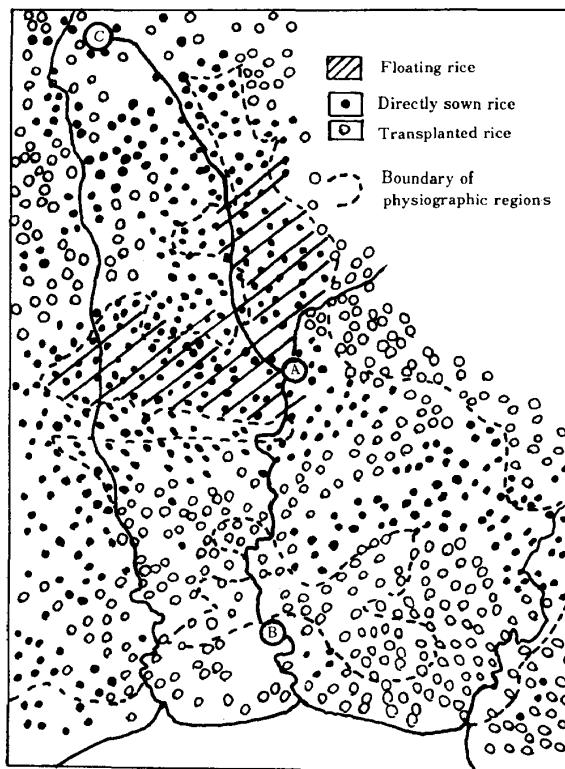 C
Floating rice
Directly sown rice
Transplanted rice
Boundary of
physiographic regions
A
B